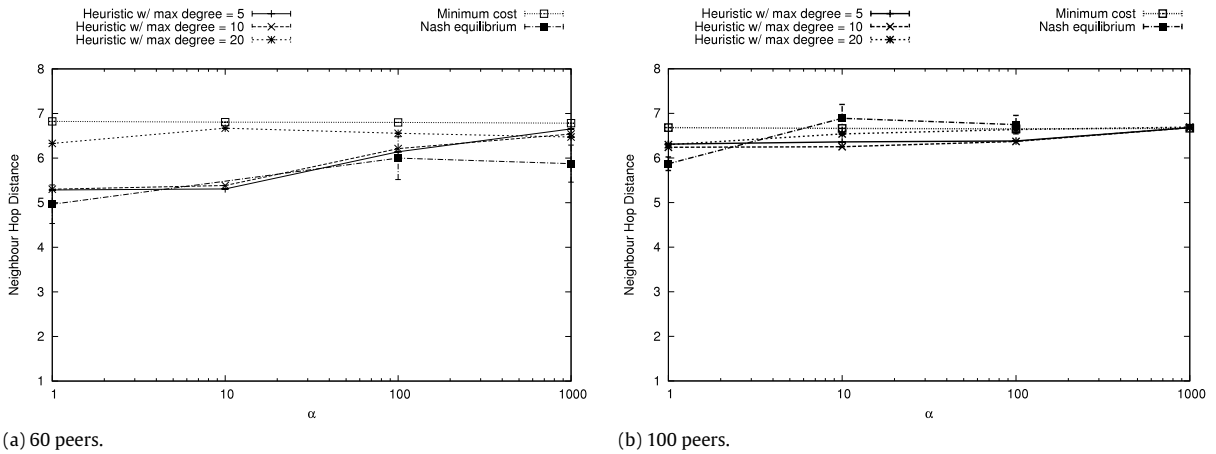 Heuristic w/ max degree = 5
Heuristic w/ max degree = 10
Heuristic w/ max degree = 20
Minimum cost
Nash equilibrium
Neighbour Hop Distance
8
7
6
5
4
3
2
1
1
10
100
1000
α
(a) 60 peers.
Heuristic w/ max degree = 5
Heuristic w/ max degree = 10
Heuristic w/ max degree = 20
Minimum cost
Nash equilibrium
Neighbour Hop Distance
8
7
6
5
4
3
2
1
1
10
100
1000
α
(b) 100 peers.